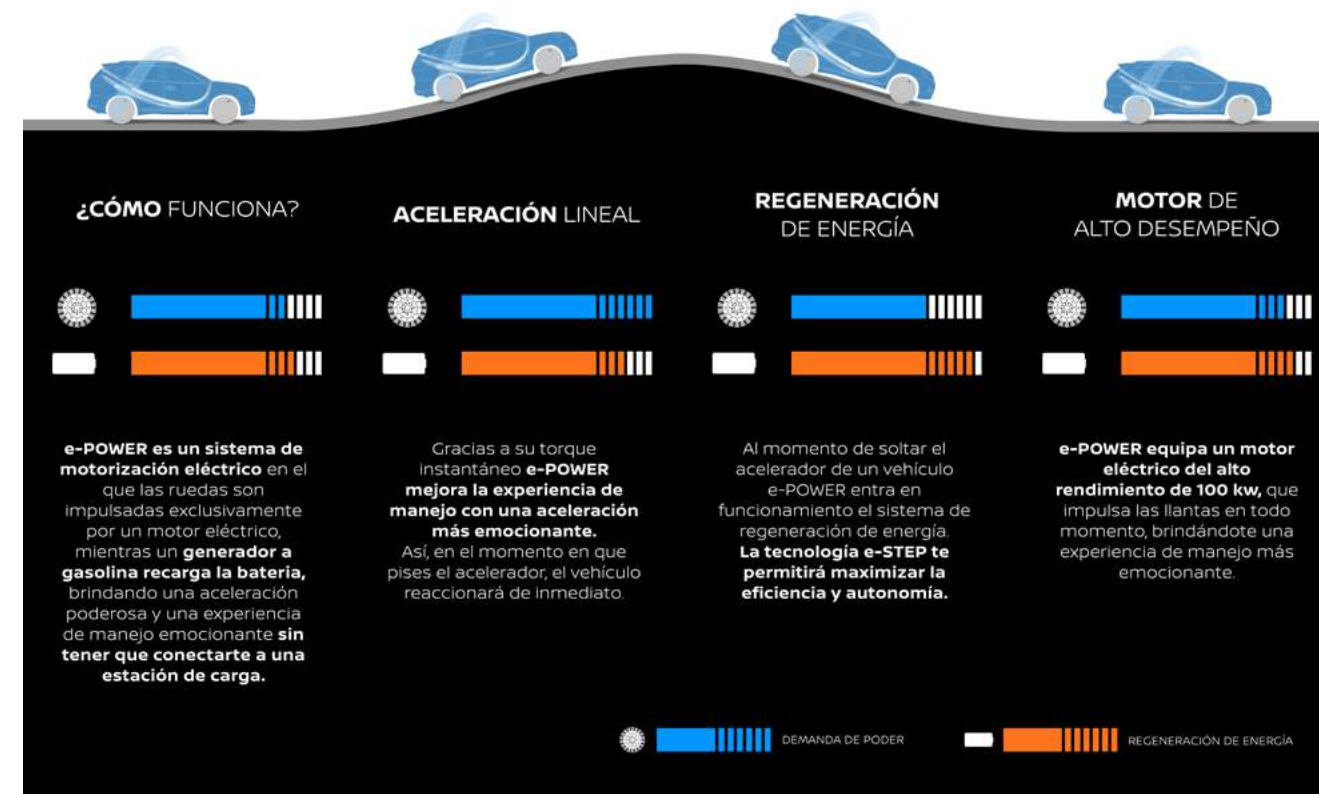 ¿CÓMO FUNCIONA?
e-POWER es un sistema de
motorización eléctrico en el
que las ruedas son
impulsadas exclusivamente
por un motor eléctrico,
mientras un generador a
gasolina recarga la bateria,
brindando una aceleración
poderosa y una experiencia
de manejo emocionante sin
tener que conectarte a una
estación de carga.
ACELERACIÓN LINEAL
Gracias a su torque
instantáneo e-POWER
mejora la experiencia de
manejo con una aceleración
más emocionante.
Así, en el momento en que
pises el acelerador, el vehículo
reaccionará de inmediato.
REGENERACIÓN
DE ENERGÍA
Al momento de soltar el
acelerador de un vehículo
e-POWER entra en
funcionamiento el sistema de
regeneración de energía.
La tecnología e-STEP te
permitirá maximizar la
eficiencia y autonomía.
MOTOR DE
ALTO DESEMPEÑO
e-POWER equipa un motor
eléctrico del alto
rendimiento de 100 kw, que
impulsa las llantas en todo
momento, brindándote una
experiencia de manejo más
emocionante.
DEMANDA DE PODER
REGENERACIÓN DE ENERGÍA